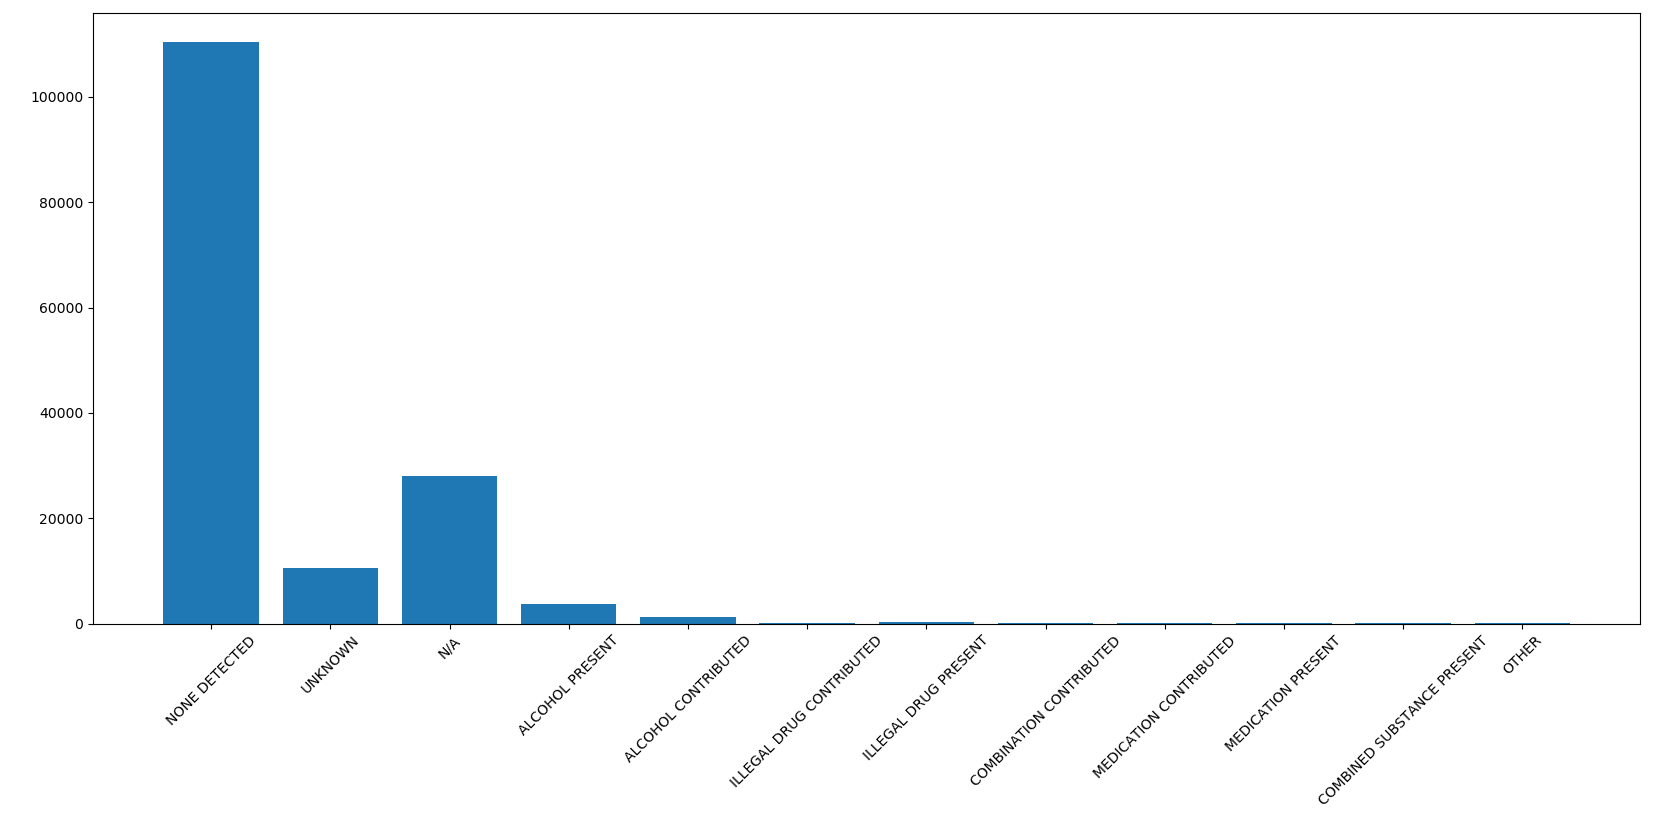 100000
80000
60000
40000
20000
0
NONE DETECTED
UNKNOWN
N/A
ALCOHOL PRESENT
ALCOHOL CONTRIBUTED
ILLEGAL DRUG CONTRIBUTED
ILLEGAL DRUG PRESENT
COMBINATION CONTRIBUTED
MEDICATION CONTRIBUTED
MEDICATION PRESENT
COMBINED SUBSTANCE PRESENT
OTHER